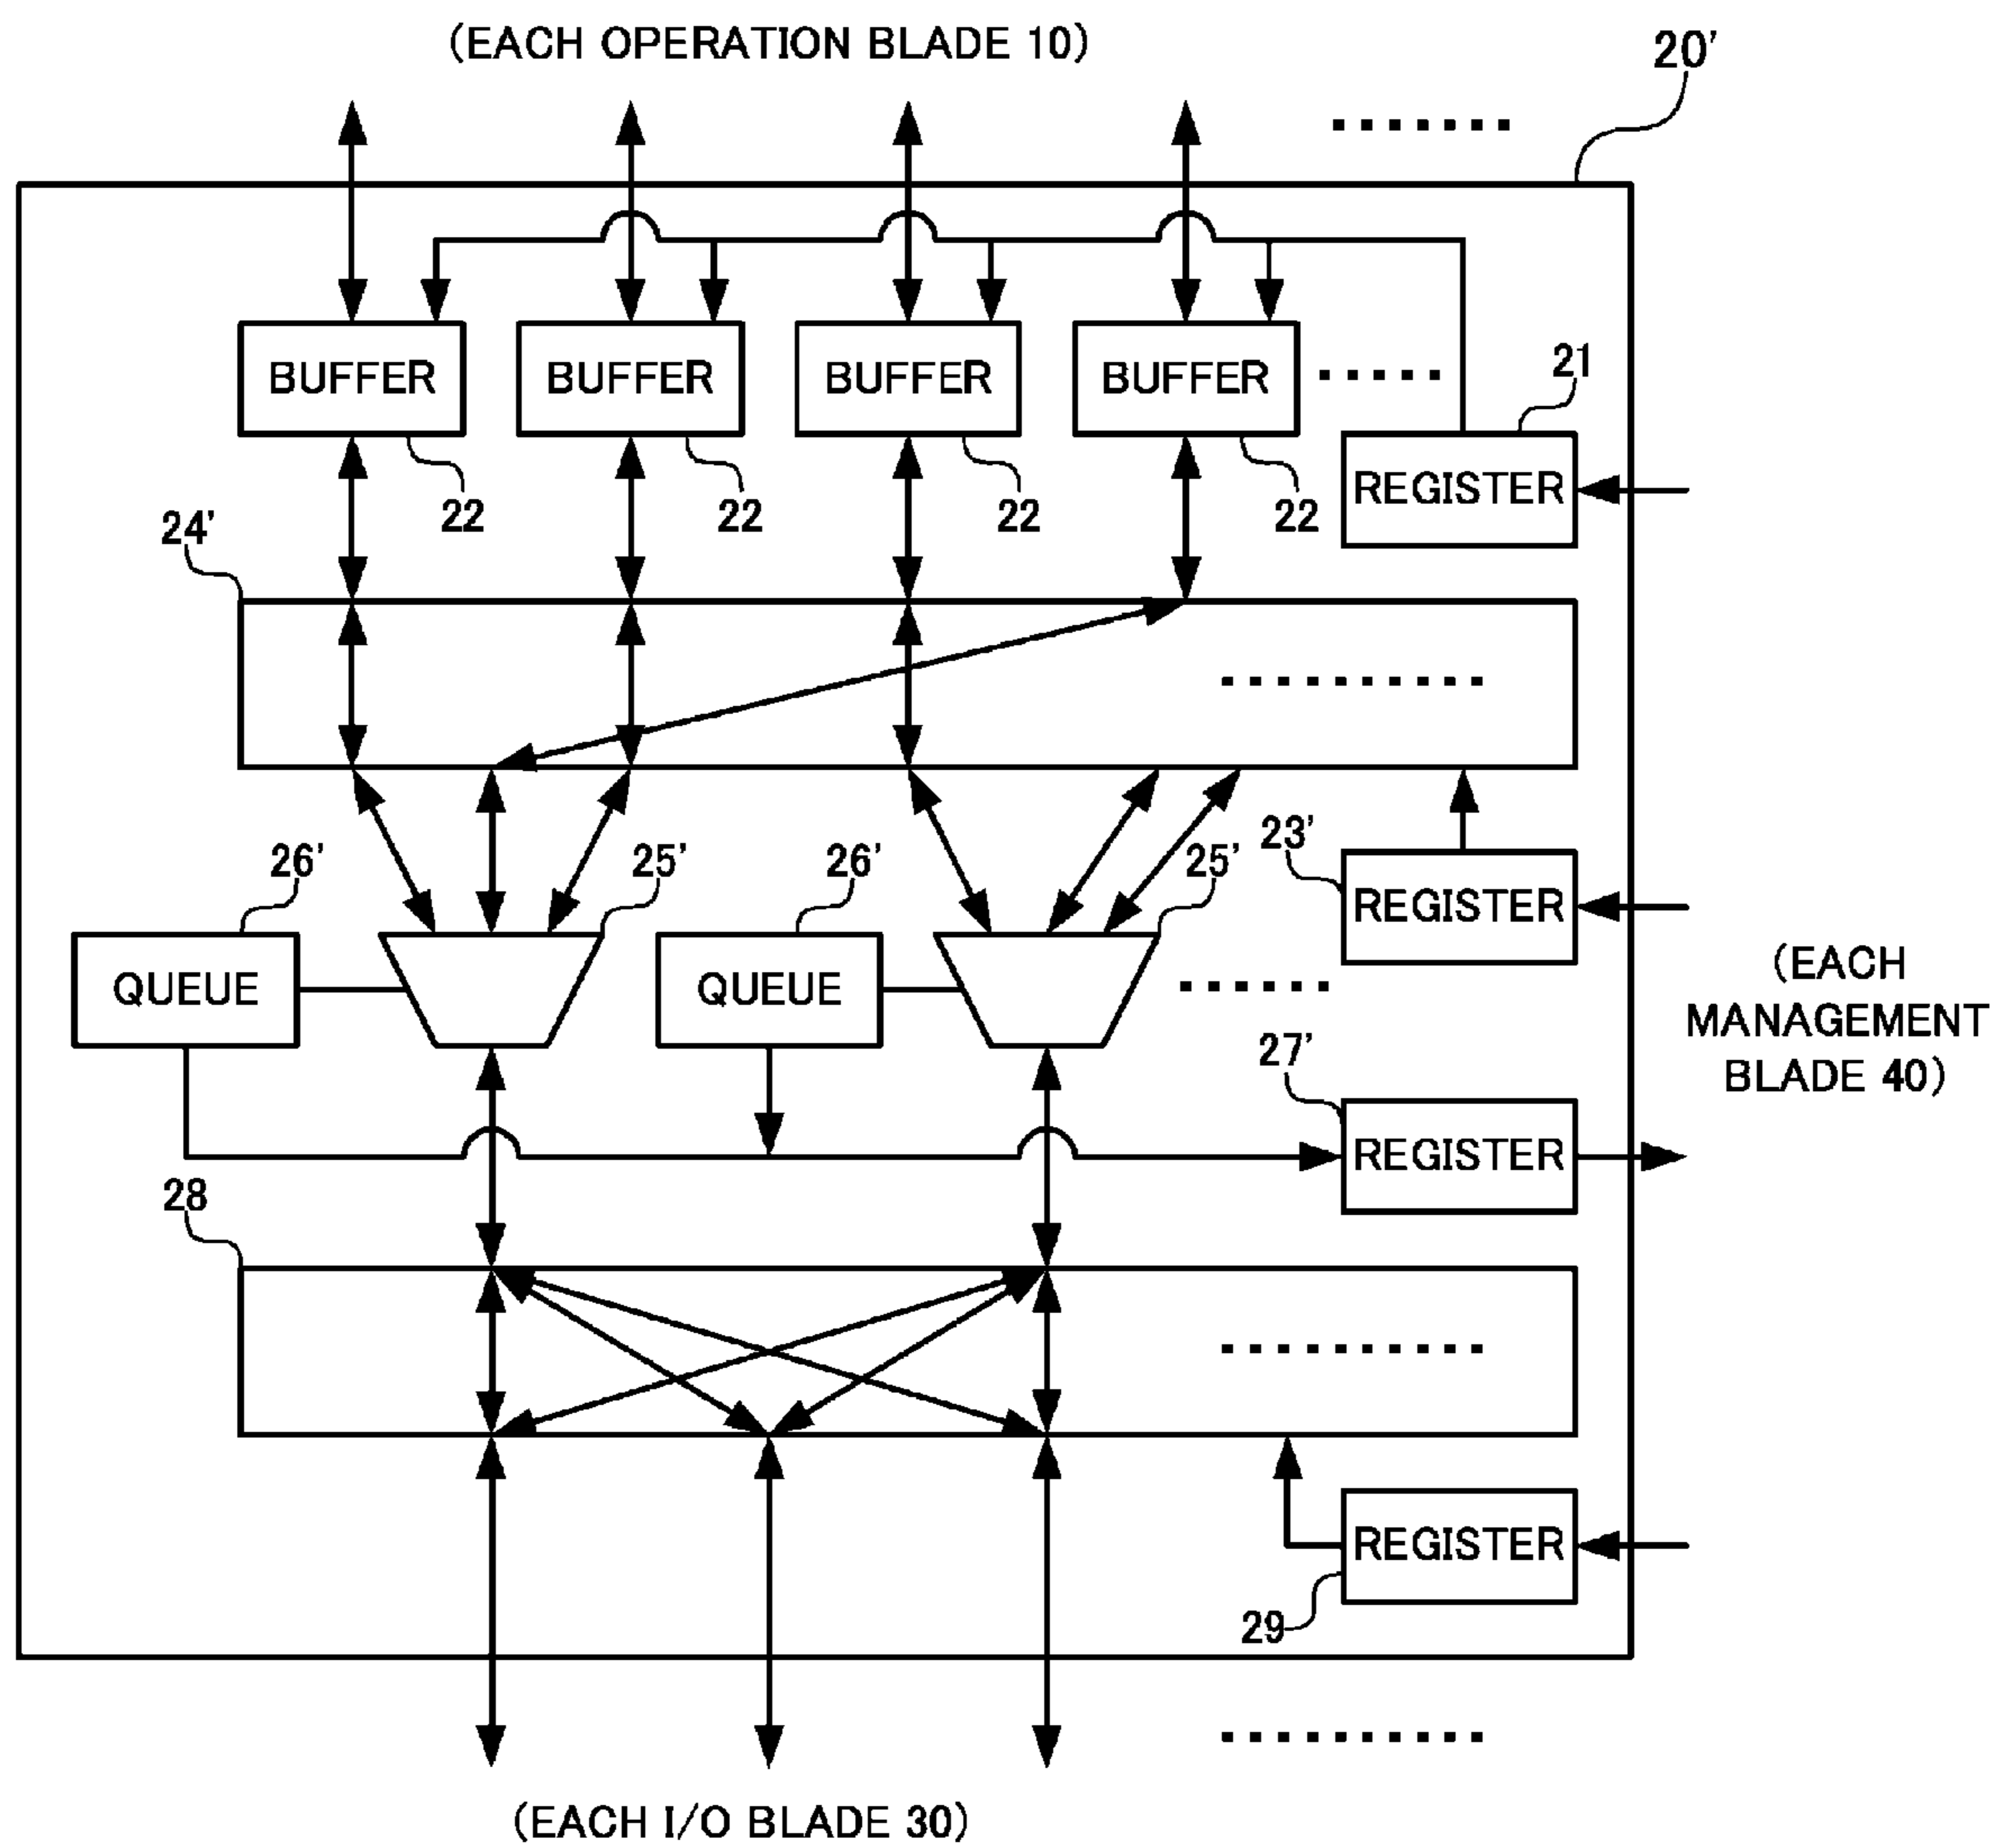 (EACH OPERATION BLADE 10)
20'
BUFFER BUFFER BUFFER BUFFER
21
REGISTER
22 22 22 22
24'
23'
26' 25' 26' 25'
REGISTER
QUEUE QUEUE
(EACH
MANAGEMENT
BLADE 40)
27'
REGISTER
28
REGISTER
29
(EACH I/O BLADE 30)